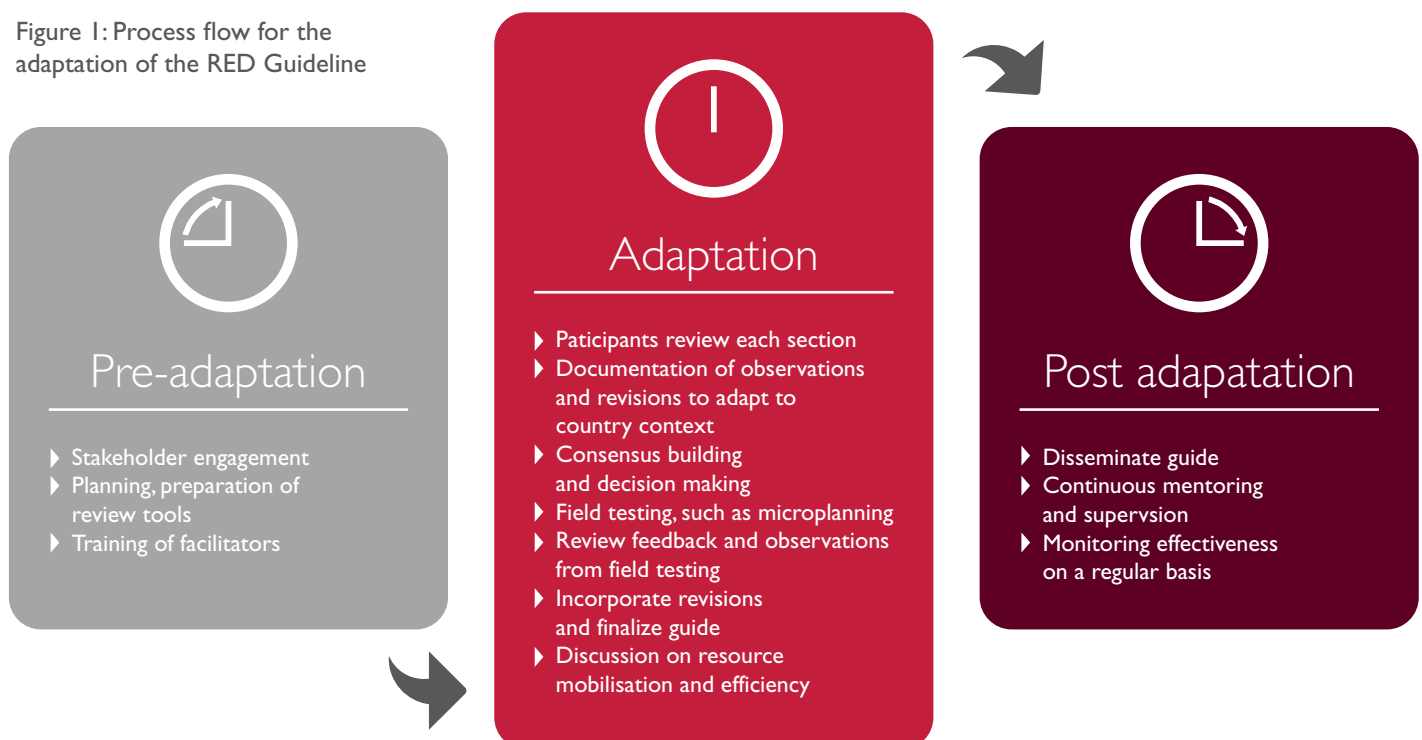 Figure 1: Process flow for the
adaptation of the RED Guideline
Pre-adaptation
Stakeholder engagement
Planning, preparation of
review tools
Training of facilitators
Adaptation
Paticipants review each section
Documentation of observations
and revisions to adapt to
country context
Consensus building
and decision making
Field testing, such as microplanning
Review feedback and observations
from field testing
Incorporate revisions
and finalize guide
Discussion on resource
mobilisation and efficiency
Post adapatation
Disseminate guide
Continuous mentoring
and supervsion
Monitoring effectiveness
on a regular basis